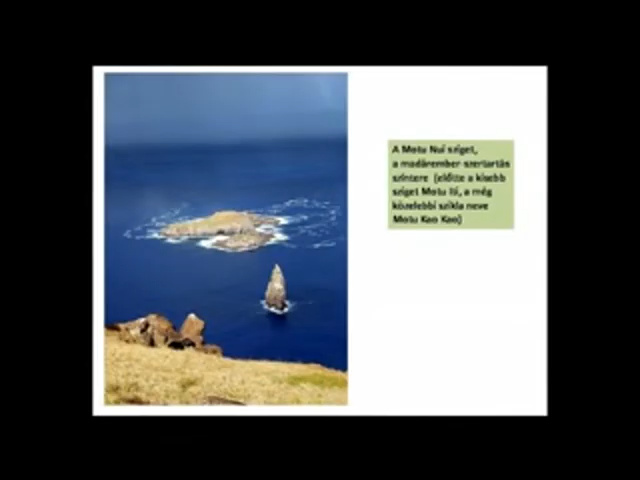 A Motu Nui sziget,
a madárember szertartás
színtere (előtte a kisebb
sziget Motu Iti, a még
közelebbi szikla neve
Motu Kao Kao)